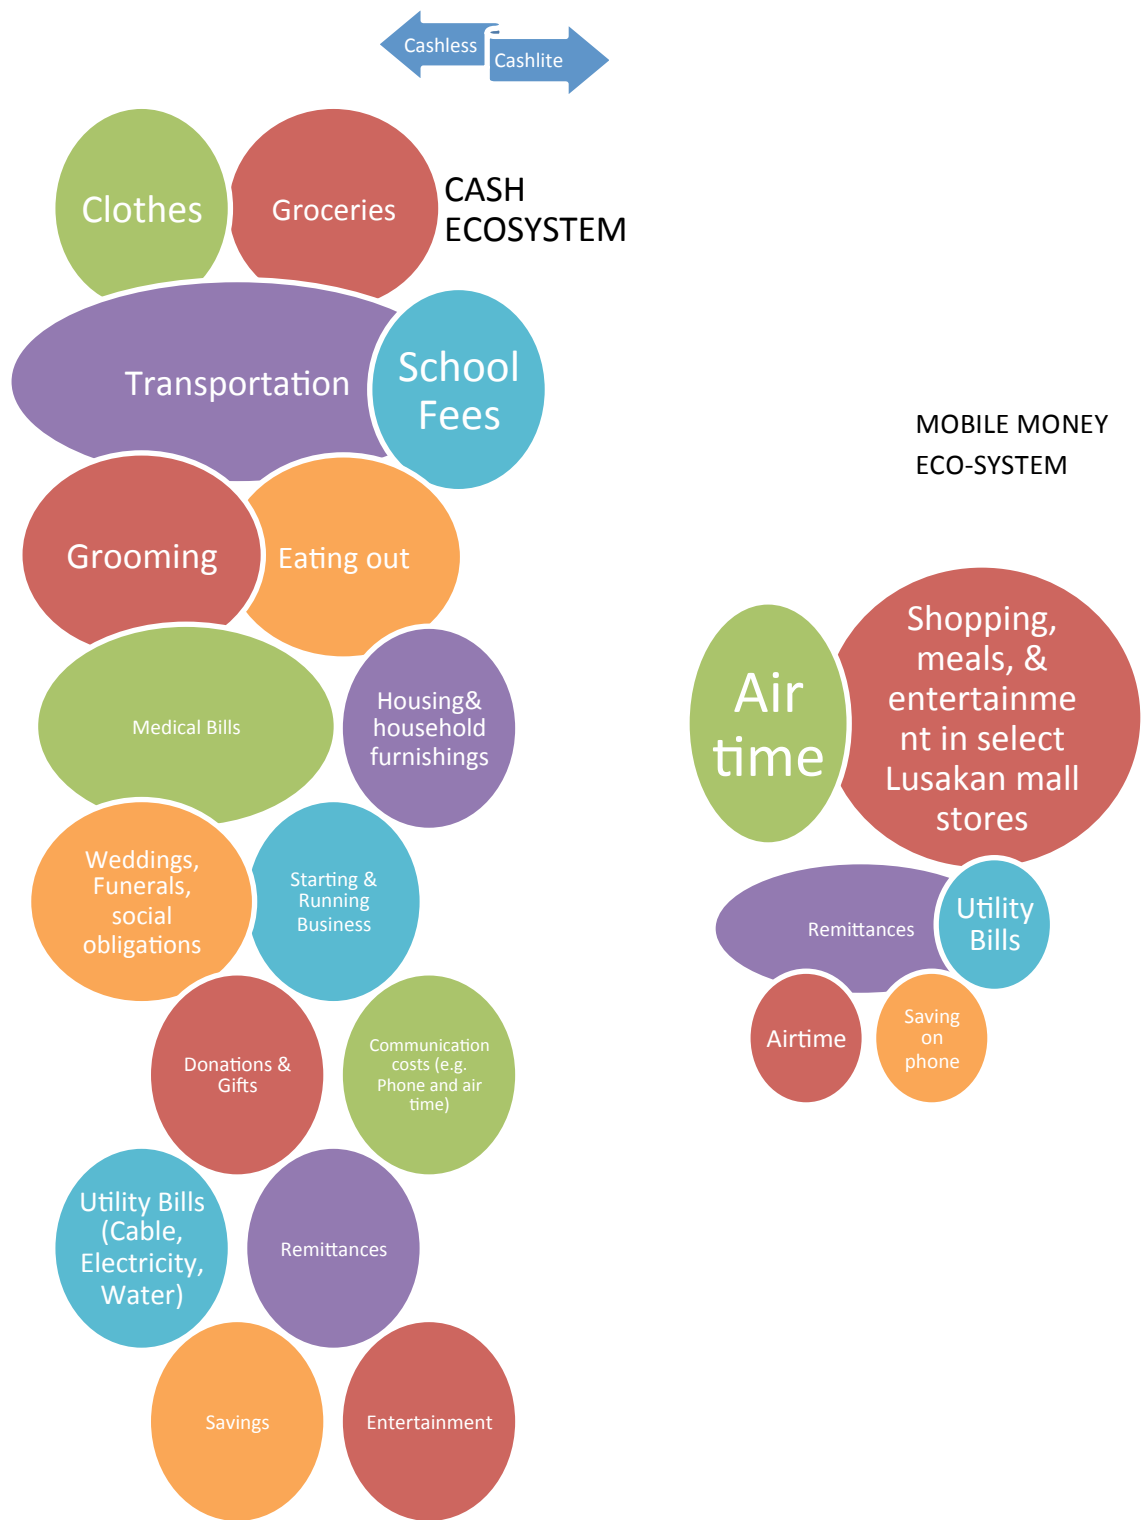 Cashless
Cashlite
Clothes
Groceries
CASH
ECOSYSTEM
Transportation
School
Fees
Grooming
Eating out
Medical Bills
Housing&
household
furnishings
Weddings,
Funerals,
social
obligations
Starting &
Running
Business
Donations &
Gifts
Communication
costs (e.g.
Phone and air
time)
Utility Bills
(Cable,
Electricity,
Water)
Remittances
Savings
Entertainment
MOBILE MONEY
ECO-SYSTEM
Air
time
Shopping,
meals, &
entertainme
nt in select
Lusakan mall
stores
Remittances
Utility
Bills
Airtime
Saving
on
phone